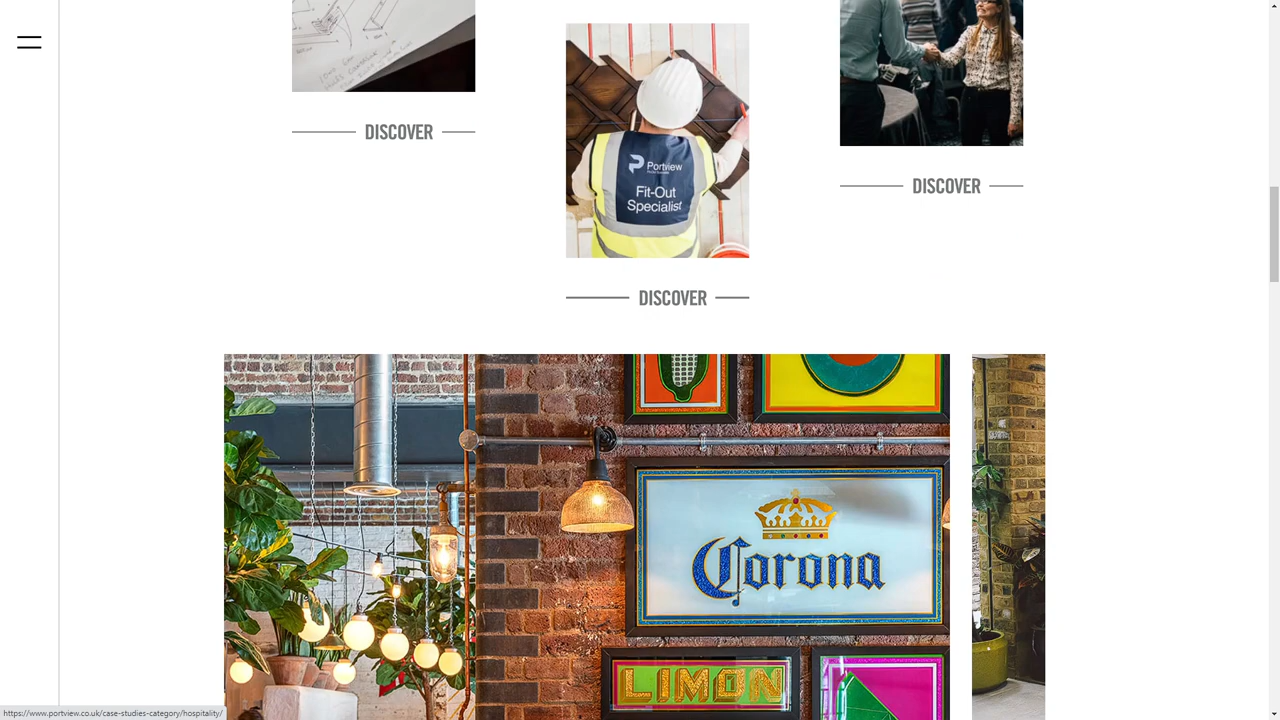 DISCOVER
DISCOVER
Portview
Fit-Out
Specialist
DISCOVER
Corona
LIMON
https://www.portview.co.uk/case-studies-category/hospitality/